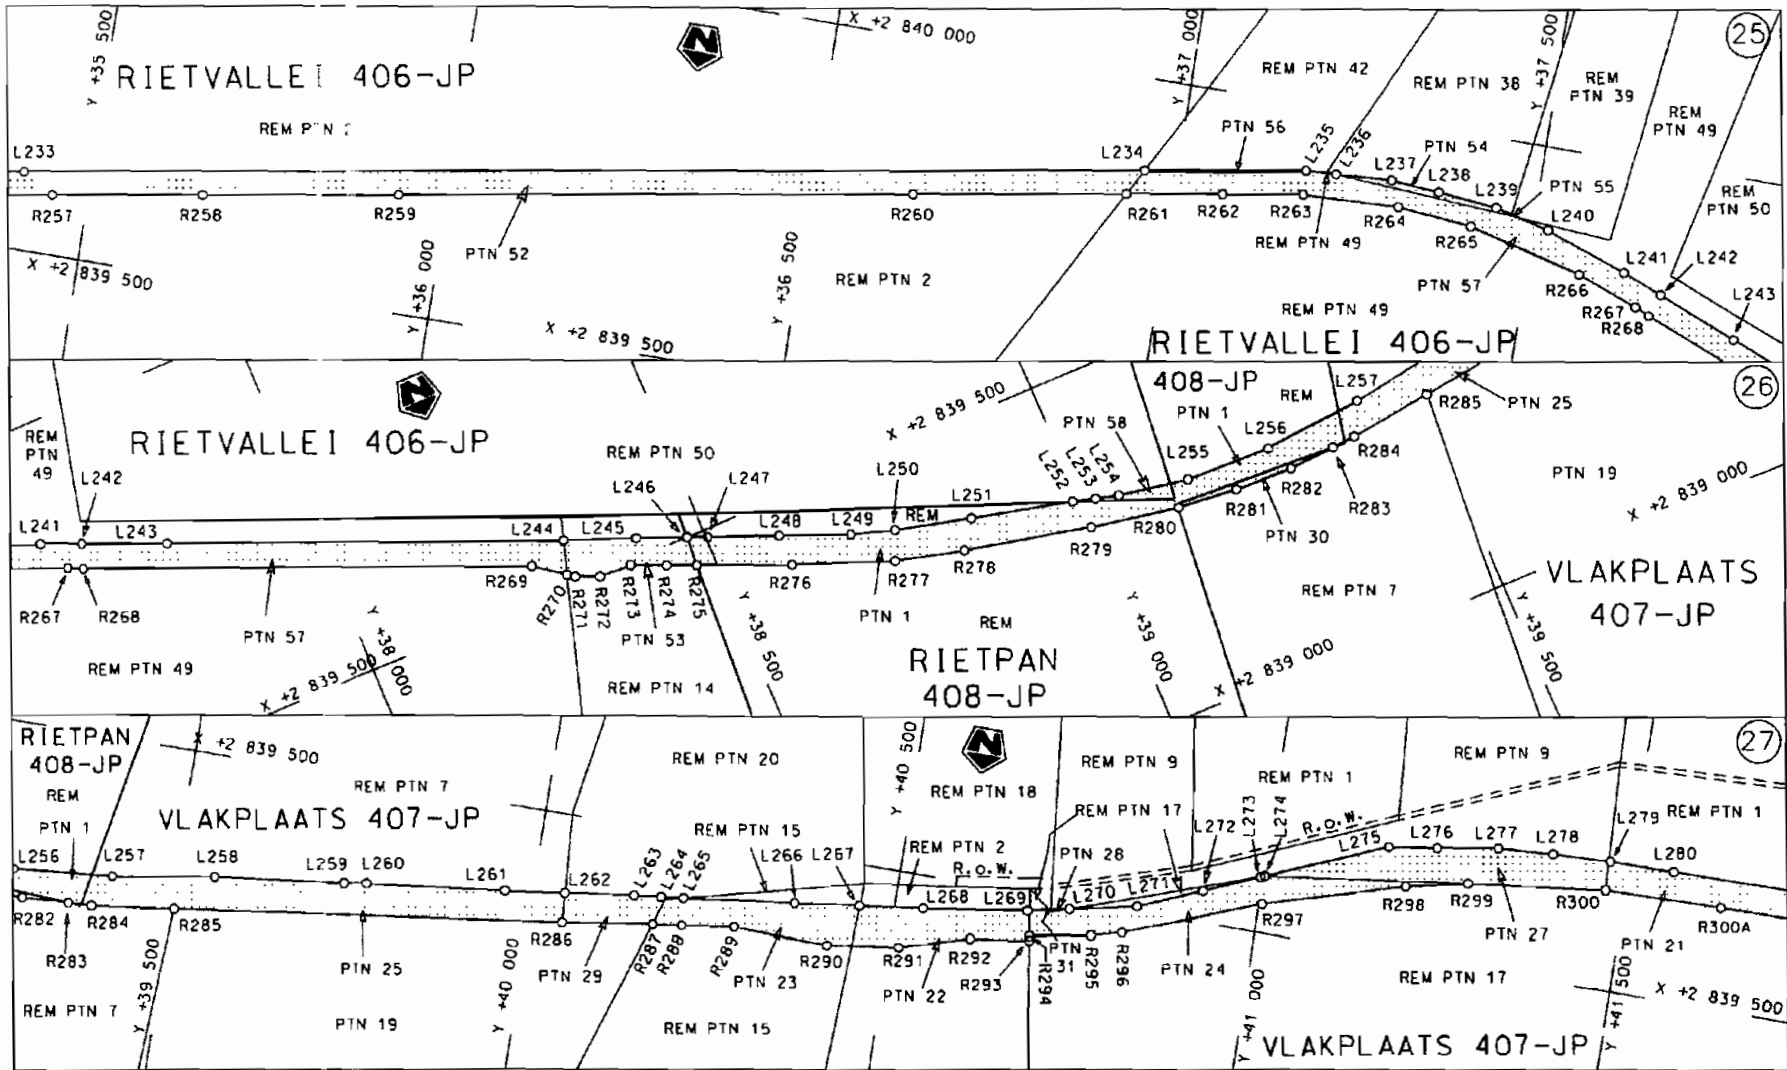 25
Y +35 500
X +2 840 000
Y +37 000
Y +37 500
RIETVALLEI 406-JP
REM PTN 42
REM PTN 38
REM
PTN 39
REM
PTN 49
REM PTN 2
PTN 56
PTN 54
PTN 55
L233
L234
L235
L236
L237
L238
L239
L240
L241
L242
L243
REM
PTN 50
R257
R258
R259
R260
R261
R262
R263
R264
R265
R266
R267
R268
PTN 52
REM PTN 49
PTN 57
X +2 839 500
Y +36 000
X +2 839 500
Y +36 500
REM PTN 2
REM PTN 49
RIETVALLEI 406-JP
26
N
RIETVALLEI 406-JP
REM
PTN
49
REM PTN 50
X +2 839 500
PTN 58
408-JP
PTN 1
REM
PTN 25
L241
L242
L243
L244
L245
L246
L247
L248
L249
L250
L251
L252
L253
L254
L255
L256
L257
REM
R267
R268
R269
R270
R271
R272
R273
R274
R275
R276
R277
R278
R279
R280
R281
R282
R283
R284
R285
PTN 57
PTN 53
PTN 1
PTN 30
PTN 19
REM PTN 49
X +2 839 500
Y +38 000
REM PTN 14
Y +38 500
REM
RIETPAN
408-JP
Y +39 000
X +2 839 000
REM PTN 7
Y +39 500
X +2 839 000
VLAKPLAATS
407-JP
27
N
RIETPAN
408-JP
REM
PTN 1
X +2 839 500
REM PTN 7
VLAKPLAATS 407-JP
REM PTN 20
REM PTN 15
Y +40 500
REM PTN 18
REM PTN 2
R.O.W.
REM PTN 9
REM PTN 17
PTN 28
REM PTN 1
R.O.W.
REM PTN 9
REM PTN 1
L256
L257
L258
L259
L260
L261
L262
L263
L264
L265
L266
L267
L268
L269
L270
L271
L272
L273
L274
L275
L276
L277
L278
L279
L280
R282
R283
R284
R285
R286
R287
R288
R289
R290
R291
R292
R293
R294
R295
R296
R297
R298
R299
R300
R300A
PTN 25
PTN 29
PTN 23
PTN 22
PTN
31
PTN 24
PTN 27
PTN 21
REM PTN 7
Y +39 500
PTN 19
Y +40 000
REM PTN 15
Y +41 000
REM PTN 17
Y +41 500
X +2 839 500
VLAKPLAATS 407-JP